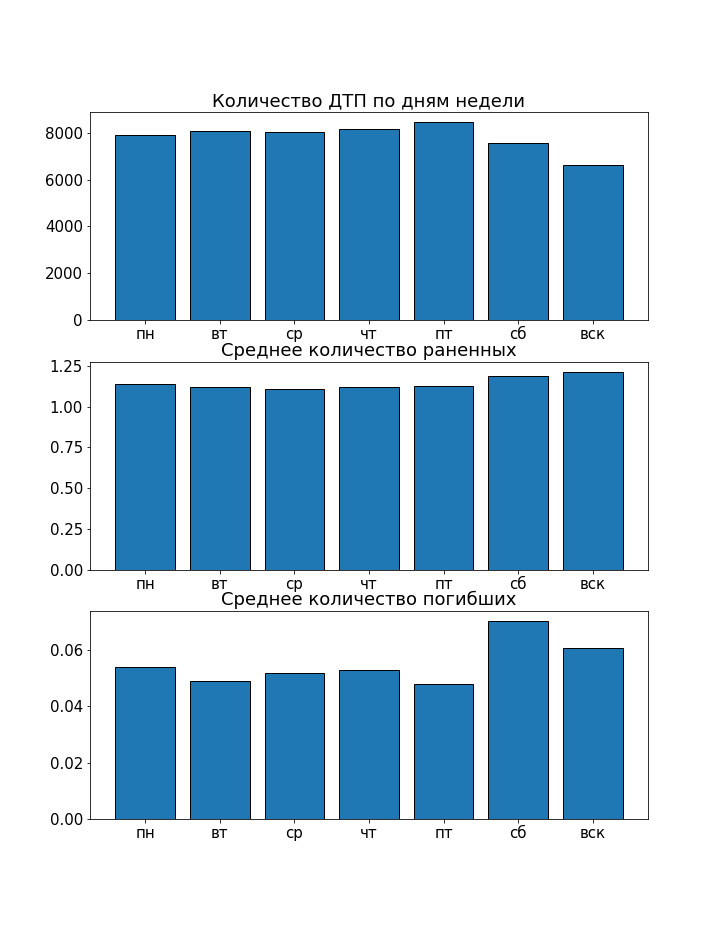 Количество ДТП по дням недели
8000
6000
4000
2000
0
пн вт ср чт пт сб вск
Среднее количество раненных
1.25
1.00
0.75
0.50
0.25
0.00
пн вт ср чт пт сб вск
Среднее количество погибших
0.06
0.04
0.02
0.00
пн вт ср чт пт сб вск